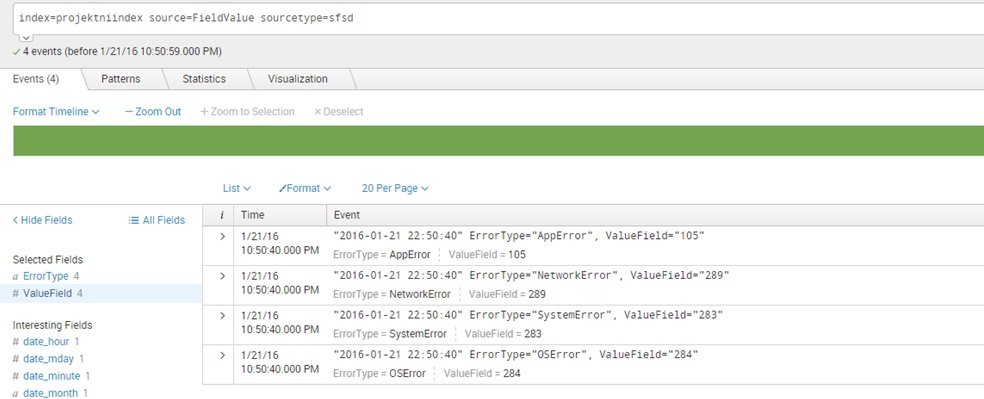 index=projektniindex source=FieldValue sourcetype=sfsd
✓ 4 events (before 1/21/16 10:50:59.000 PM)
Events (4) Patterns Statistics Visualization
Format Timeline — Zoom Out + Zoom to Selection × Deselect
List Format 20 Per Page
< Hide Fields All Fields
i Time Event
Selected Fields
a ErrorType 4
# ValueField 4
Interesting Fields
# date_hour 1
# date_mday 1
# date_minute 1
a date_month 1
> 1/21/16 "2016-01-21 22:50:40" ErrorType="AppError", ValueField="105"
10:50:40.000 PM ErrorType = AppError ValueField = 105
> 1/21/16 "2016-01-21 22:50:40" ErrorType="NetworkError", ValueField="289"
10:50:40.000 PM ErrorType = NetworkError ValueField = 289
> 1/21/16 "2016-01-21 22:50:40" ErrorType="SystemError", ValueField="283"
10:50:40.000 PM ErrorType = SystemError ValueField = 283
> 1/21/16 "2016-01-21 22:50:40" ErrorType="OSError", ValueField="284"
10:50:40.000 PM ErrorType = OSError ValueField = 284